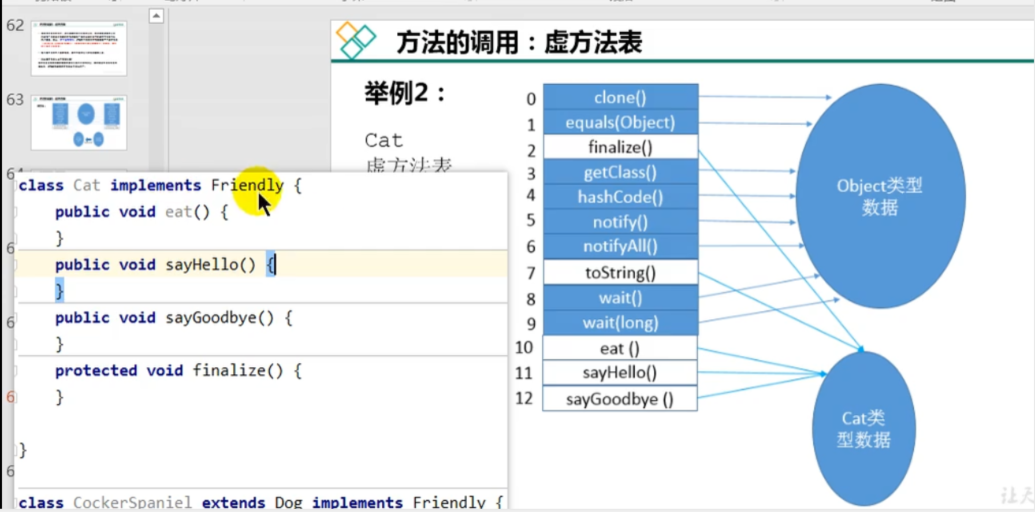 62
63
方法的调用：虚方法表
举例2：
Cat
虚方法表
class Cat implements Friendly {
public void eat() {
}
public void sayHello() {
}
public void sayGoodbye() {
}
protected void finalize() {
}
}
class CockerSpaniel extends Dog implements Friendly {
0 clone()
1 equals(Object)
2 finalize()
3 getClass()
4 hashCode()
5 notify()
6 notifyAll()
7 toString()
8 wait()
9 wait(long)
10 eat ()
11 sayHello()
12 sayGoodbye ()
Object类型
数据
Cat类
型数据
让天